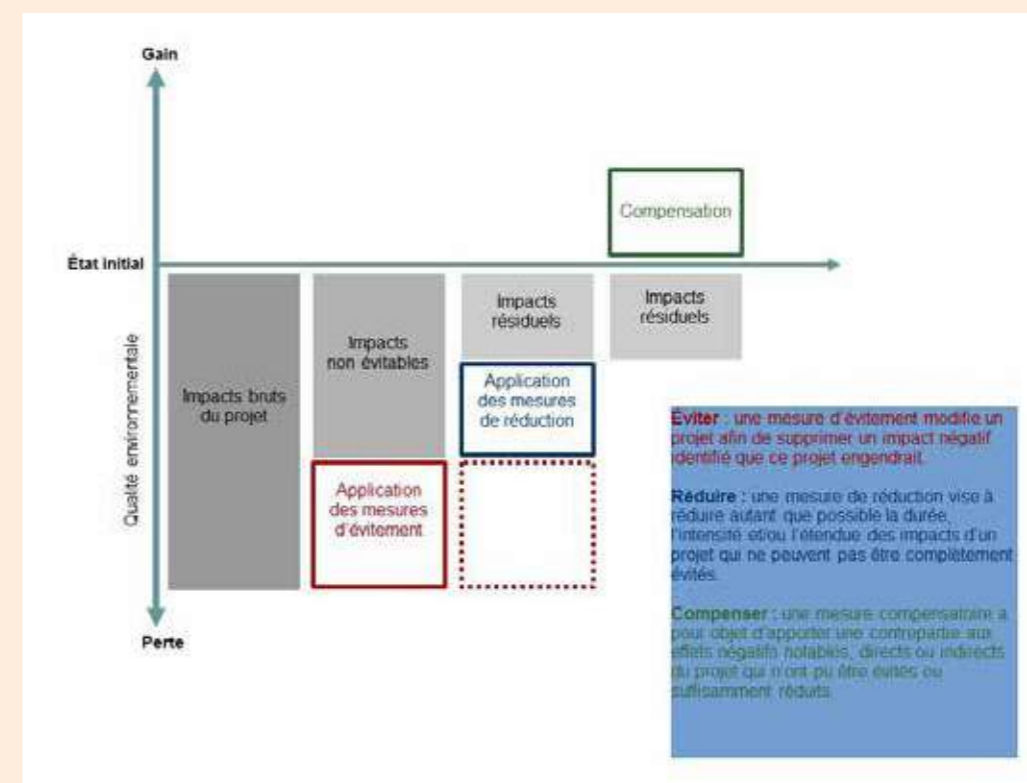 Gain
Compensation
État initial
Impacts bruts
du projet
Impacts
non évitables
Impacts
résiduels
Impacts
résiduels
Application
des mesures
de réduction
Application
des mesures
d'évitement
Qualité environnementale
Perte
Éviter : une mesure d'évitement modifie un
projet afin de supprimer un impact négatif
identifié que ce projet engendrait.
Réduire : une mesure de réduction vise à
réduire autant que possible la durée,
l'intensité et/ou l'étendue des impacts d'un
projet qui ne peuvent pas être complètement
évités.
Compenser : une mesure compensatoire a
pour objet d'apporter une contrepartie aux
effets négatifs notables, directs ou indirects
du projet qui n'ont pu être évités ou
suffisamment réduits.